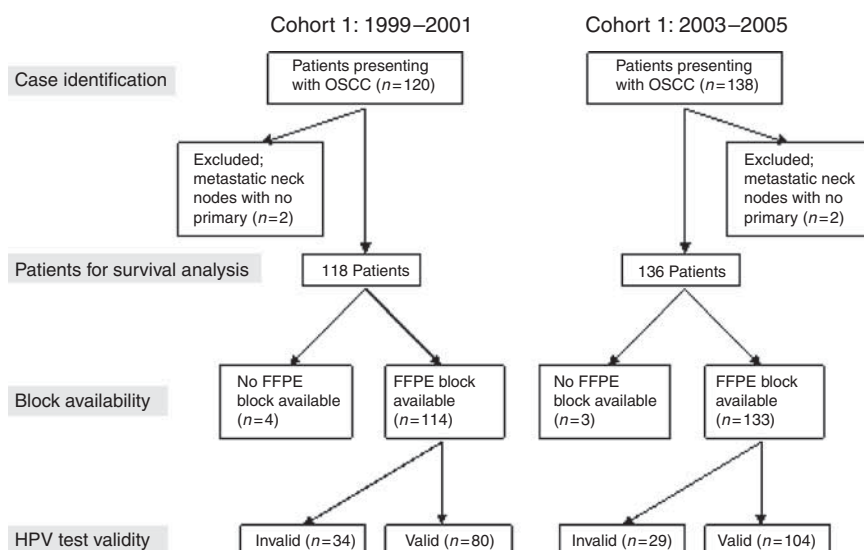 Cohort 1: 1999–2001
Cohort 1: 2003–2005
Case identification
Patients presenting
with OSCC (n=120)
Patients presenting
with OSCC (n=138)
Excluded;
metastatic neck
nodes with no
primary (n=2)
Excluded;
metastatic neck
nodes with no
primary (n=2)
Patients for survival analysis
118 Patients
136 Patients
Block availability
No FFPE
block available
(n=4)
FFPE block
available
(n=114)
No FFPE
block available
(n=3)
FFPE block
available
(n=133)
HPV test validity
Invalid (n=34)
Valid (n=80)
Invalid (n=29)
Valid (n=104)